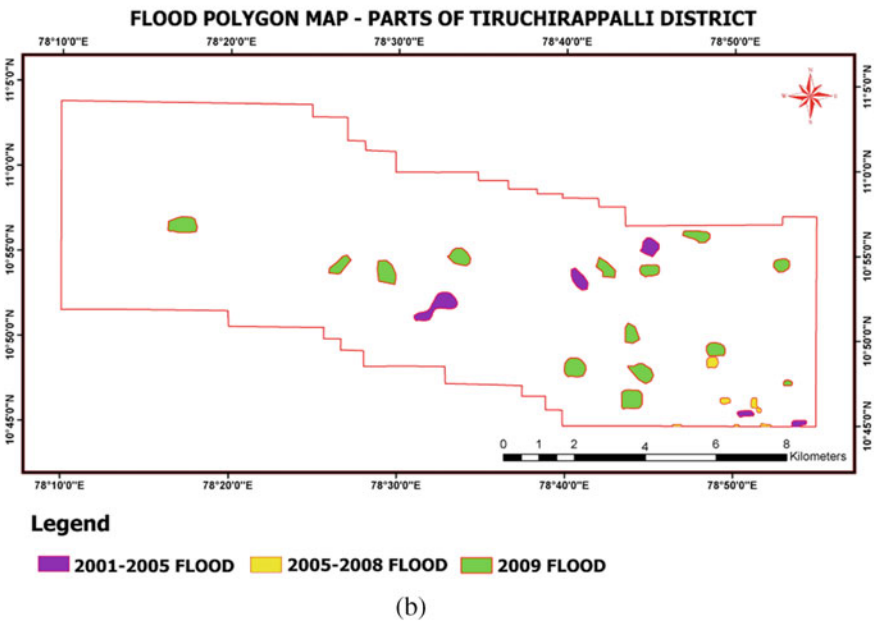 FLOOD POLYGON MAP - PARTS OF TIRUCHIRAPPALLI DISTRICT
78°10'0"E 78°20'0"E 78°30'0"E 78°40'0"E 78°50'0"E
11°5'0"N 11°5'0"N
11°0'0"N 11°0'0"N
10°55'0"N 10°55'0"N
10°50'0"N 10°50'0"N
10°45'0"N 10°45'0"N
0 1 2 4 6 8
Kilometers
78°10'0"E 78°20'0"E 78°30'0"E 78°40'0"E 78°50'0"E
Legend
2001-2005 FLOOD 2005-2008 FLOOD 2009 FLOOD
(b)